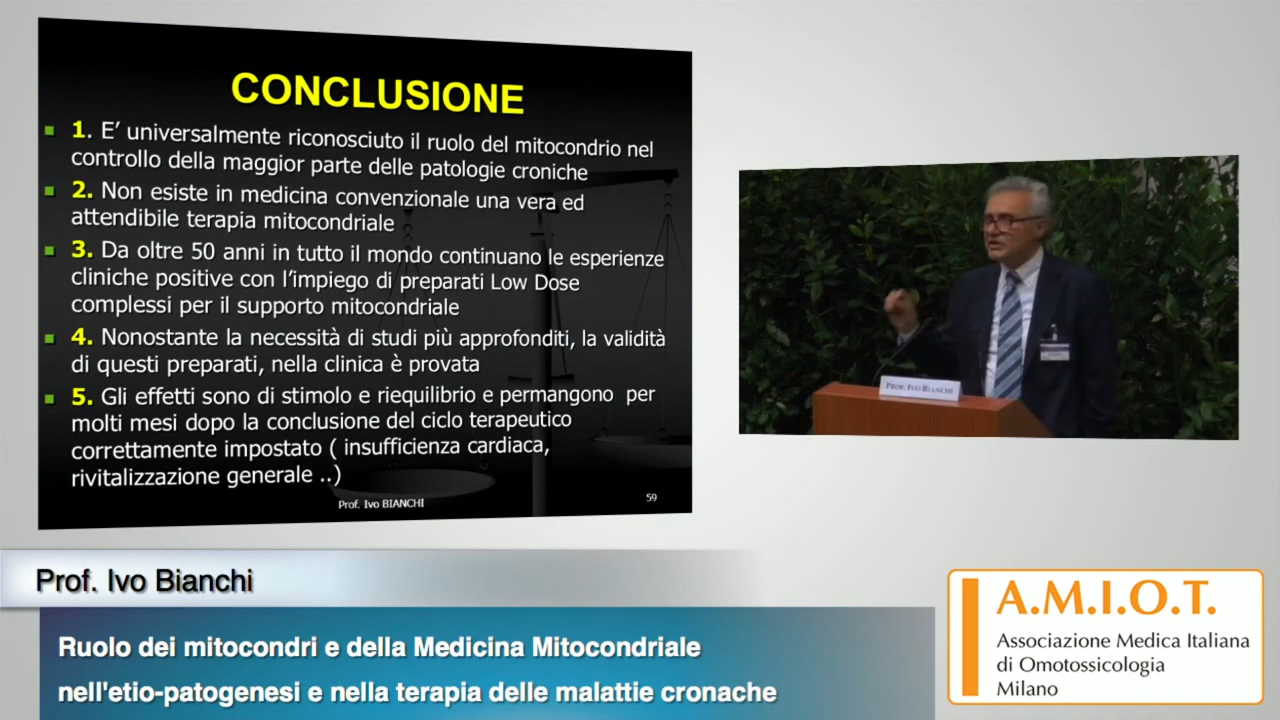 CONCLUSIONE
1. E’ universalmente riconosciuto il ruolo del mitocondrio nel
controllo della maggior parte delle patologie croniche
2. Non esiste in medicina convenzionale una vera ed
attendibile terapia mitocondriale
3. Da oltre 50 anni in tutto il mondo continuano le esperienze
cliniche positive con l’impiego di preparati Low Dose
complessi per il supporto mitocondriale
4. Nonostante la necessità di studi più approfonditi, la validità
di questi preparati, nella clinica è provata
5. Gli effetti sono di stimolo e riequilibrio e permangono per
molti mesi dopo la conclusione del ciclo terapeutico
correttamente impostato ( insufficienza cardiaca,
rivitalizzazione generale ..)
Prof. Ivo BIANCHI
59
PROF. IVO BIANCHI
Prof. Ivo Bianchi
Ruolo dei mitocondri e della Medicina Mitocondriale
nell'etio-patogenesi e nella terapia delle malattie cronache
A.M.I.O.T.
Associazione Medica Italiana
di Omotossicologia
Milano